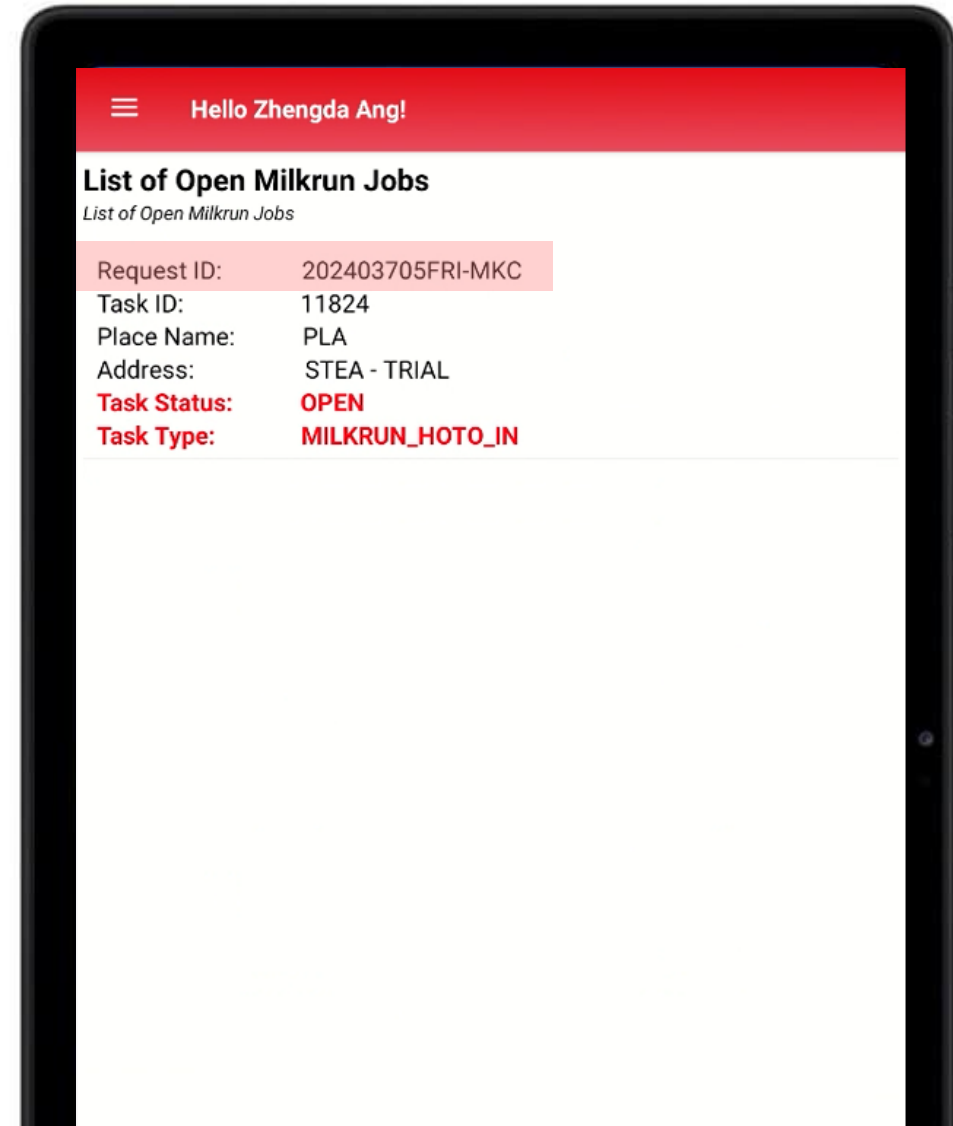 Hello Zhengda Ang!
List of Open Milkrun Jobs
List of Open Milkrun Jobs
Request ID: 202403705FRI-MKC
Task ID: 11824
Place Name: PLA
Address: STEA - TRIAL
Task Status: OPEN
Task Type: MILKRUN_HOTO_IN